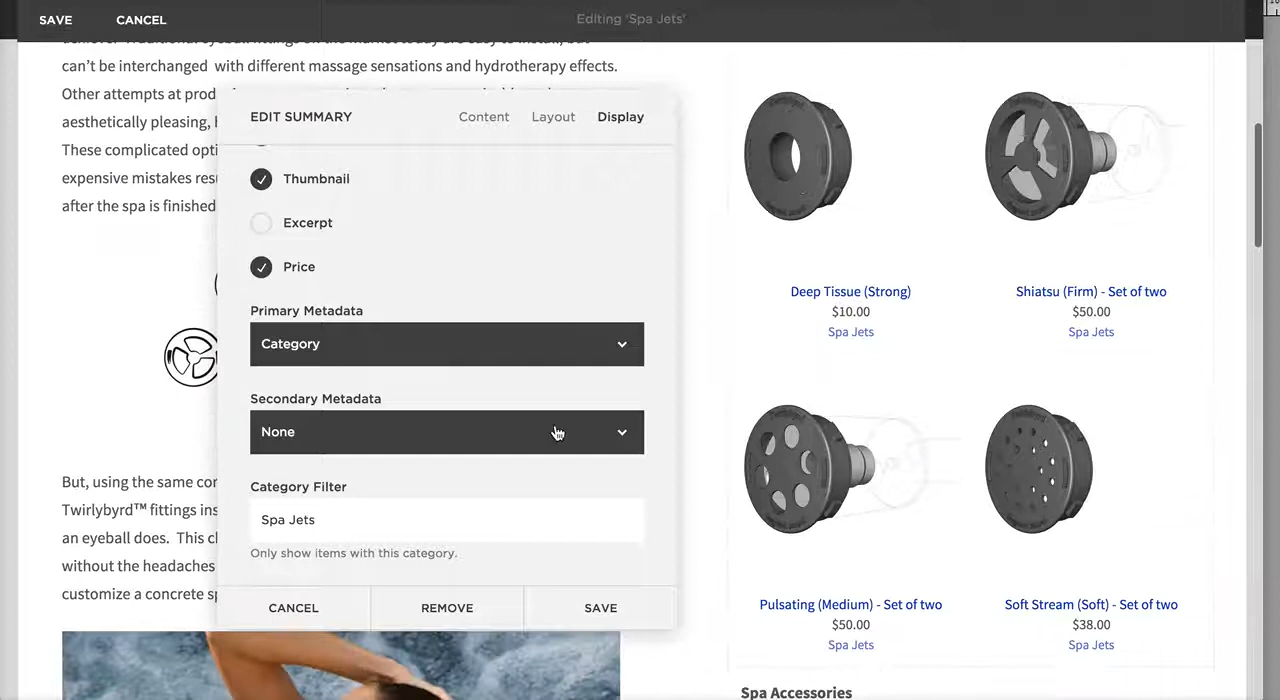 SAVE CANCEL Editing 'Spa Jets'
can't be interchanged with different massage sensations and hydrotherapy effects.
Other attempts at prod
aesthetically pleasing,
These complicated opti
expensive mistakes resu
after the spa is finished
EDIT SUMMARY Content Layout Display
Thumbnail
Excerpt
Price
Primary Metadata
Category
Secondary Metadata
None
Category Filter
Spa Jets
Only show items with this category.
CANCEL REMOVE SAVE
But, using the same cor
Twirlybyrd™ fittings ins
an eyeball does. This cl
without the headaches
customize a concrete sp
Deep Tissue (Strong)
$10.00
Spa Jets
Shiatsu (Firm) - Set of two
$50.00
Spa Jets
Pulsating (Medium) - Set of two
$50.00
Spa Jets
Soft Stream (Soft) - Set of two
$38.00
Spa Jets
Spa Accessories